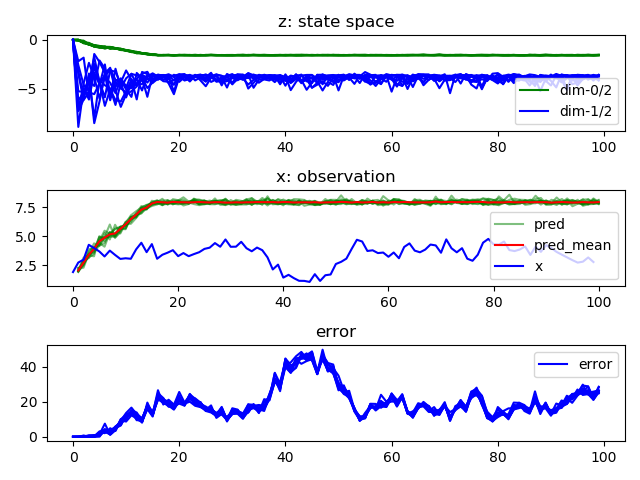 z: state space
0
−5
dim-0/2
dim-1/2
0 20 40 60 80 100
x: observation
7.5
5.0
2.5
pred
pred_mean
x
0 20 40 60 80 100
error
40
20
0
error
0 20 40 60 80 100